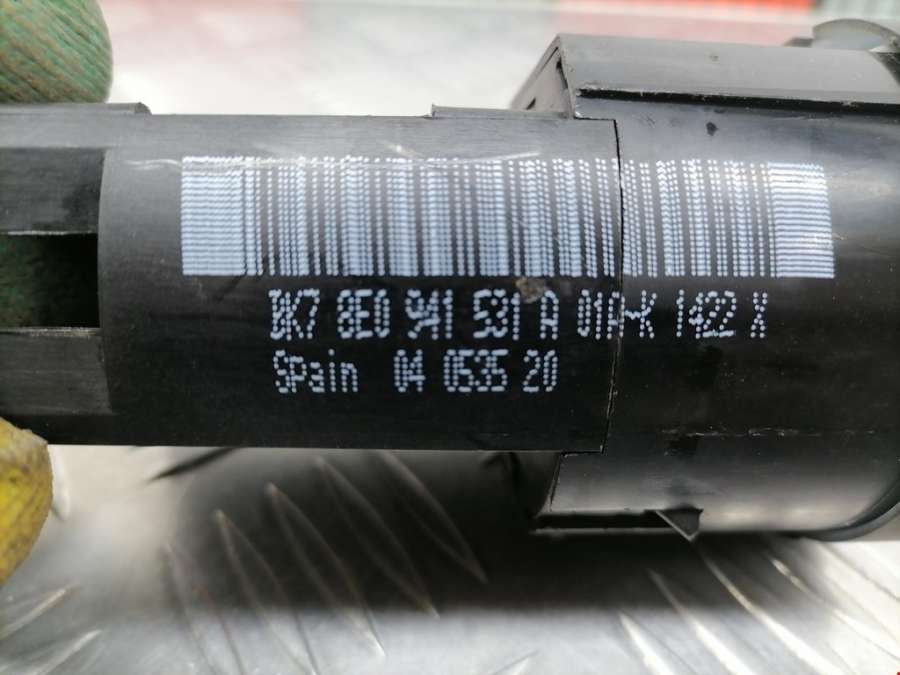 DK7 8E0 941 531 A 01A-K 1422 X
Spain 04 0535 20